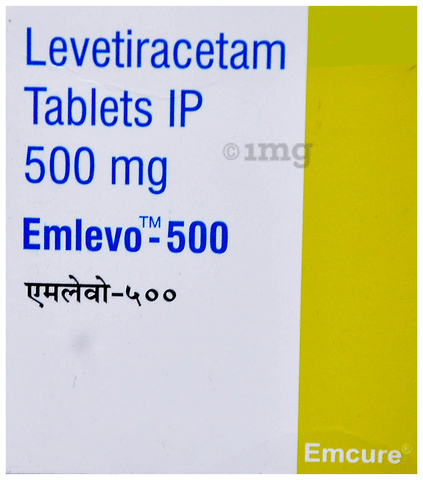 Levetiracetam
Tablets IP
©1mg
500 mg
Emlevo™-500
एमलेवो-५००
Emcure®